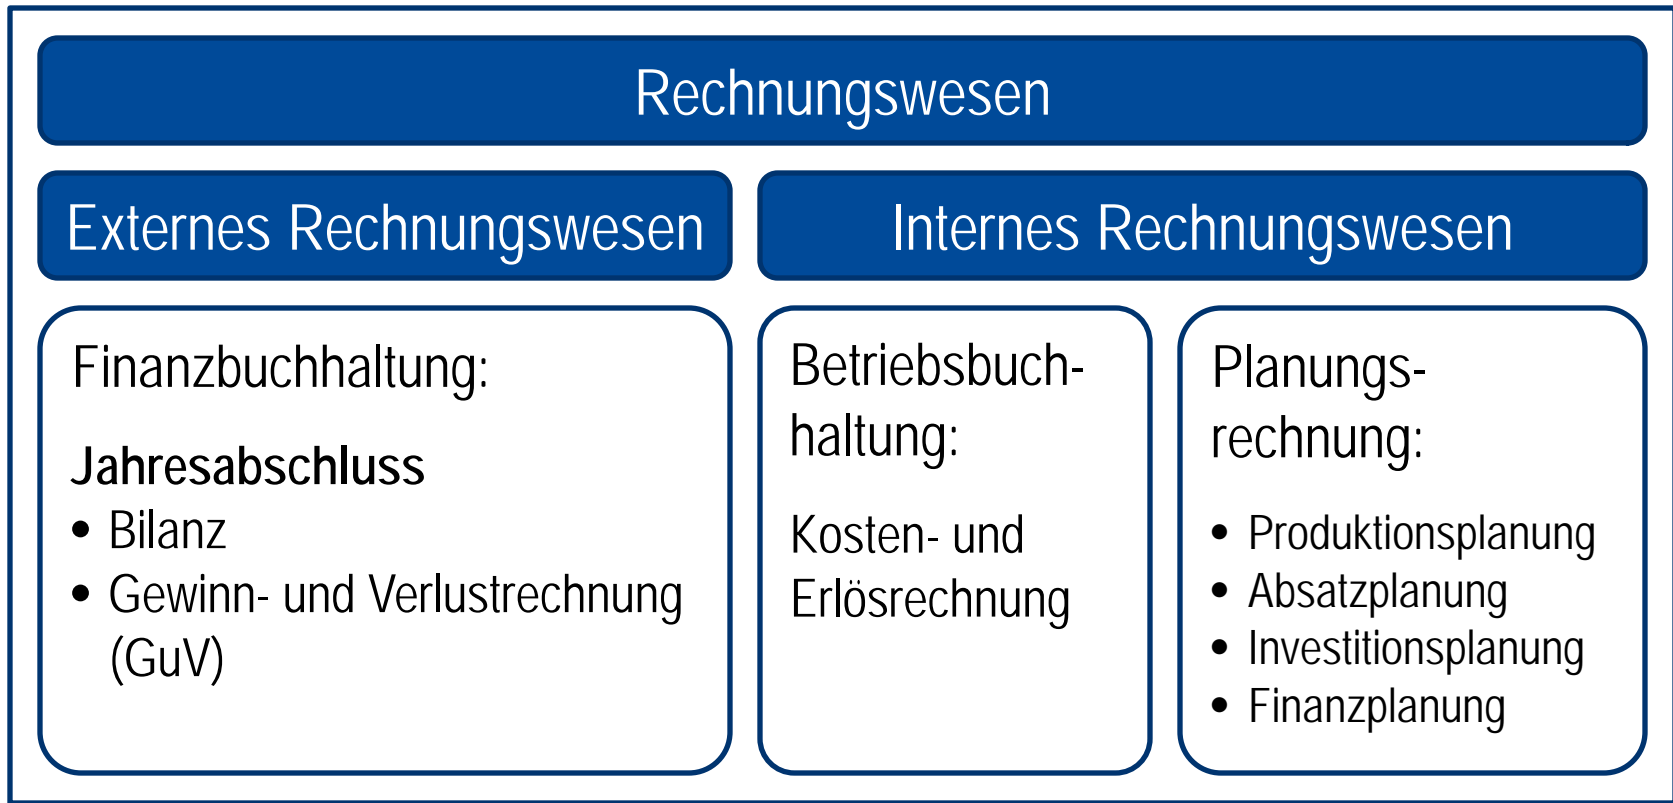 Rechnungswesen
Externes Rechnungswesen
Internes Rechnungswesen
Finanzbuchhaltung:
Jahresabschluss
• Bilanz
• Gewinn- und Verlustrechnung
(GuV)
Betriebsbuch-
haltung:
Kosten- und
Erlösrechnung
Planungs-
rechnung:
• Produktionsplanung
• Absatzplanung
• Investitionsplanung
• Finanzplanung